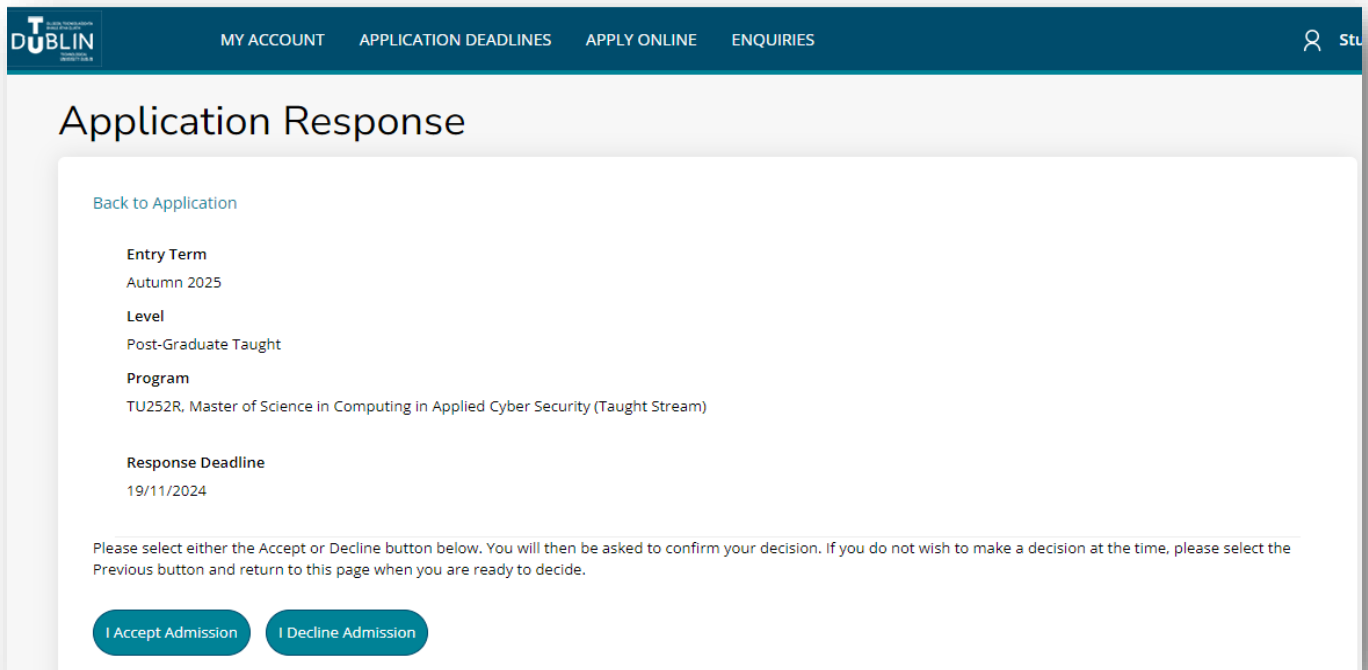 DUBLIN
MY ACCOUNT APPLICATION DEADLINES APPLY ONLINE ENQUIRIES Stu
Application Response
Back to Application
Entry Term
Autumn 2025
Level
Post-Graduate Taught
Program
TU252R, Master of Science in Computing in Applied Cyber Security (Taught Stream)
Response Deadline
19/11/2024
Please select either the Accept or Decline button below. You will then be asked to confirm your decision. If you do not wish to make a decision at the time, please select the
Previous button and return to this page when you are ready to decide.
I Accept Admission I Decline Admission